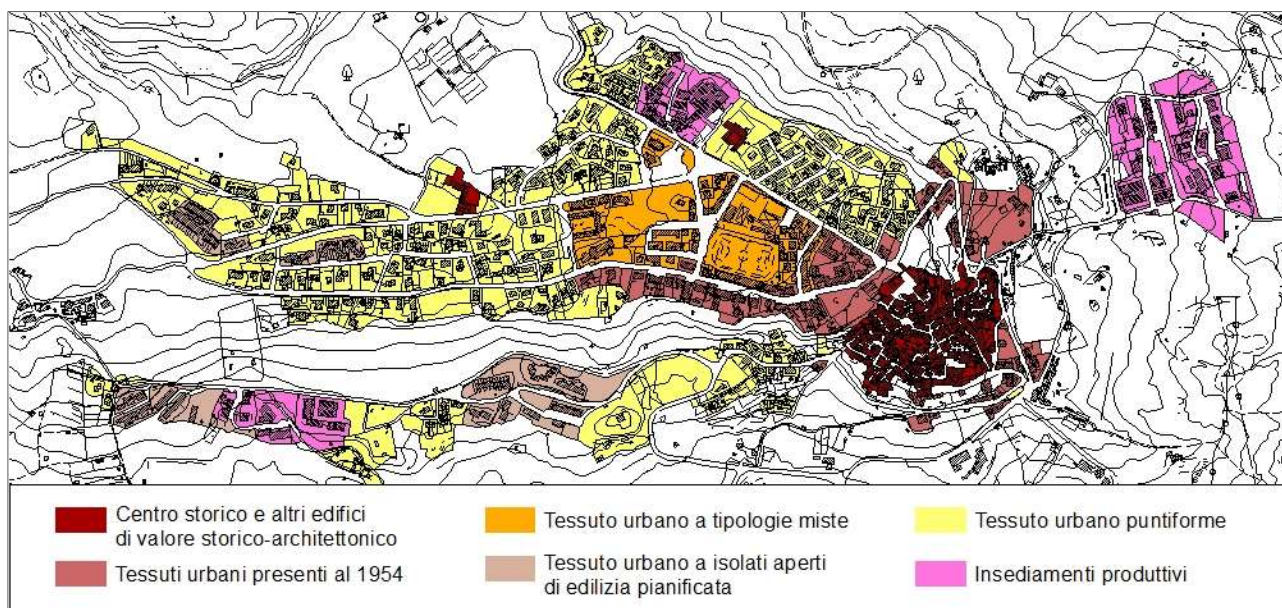 Centro storico e altri edifici
di valore storico-architettonico
Tessuti urbani presenti al 1954
Tessuto urbano a tipologie miste
Tessuto urbano a isolati aperti
di edilizia pianificata
Tessuto urbano puntiforme
Insediamenti produttivi